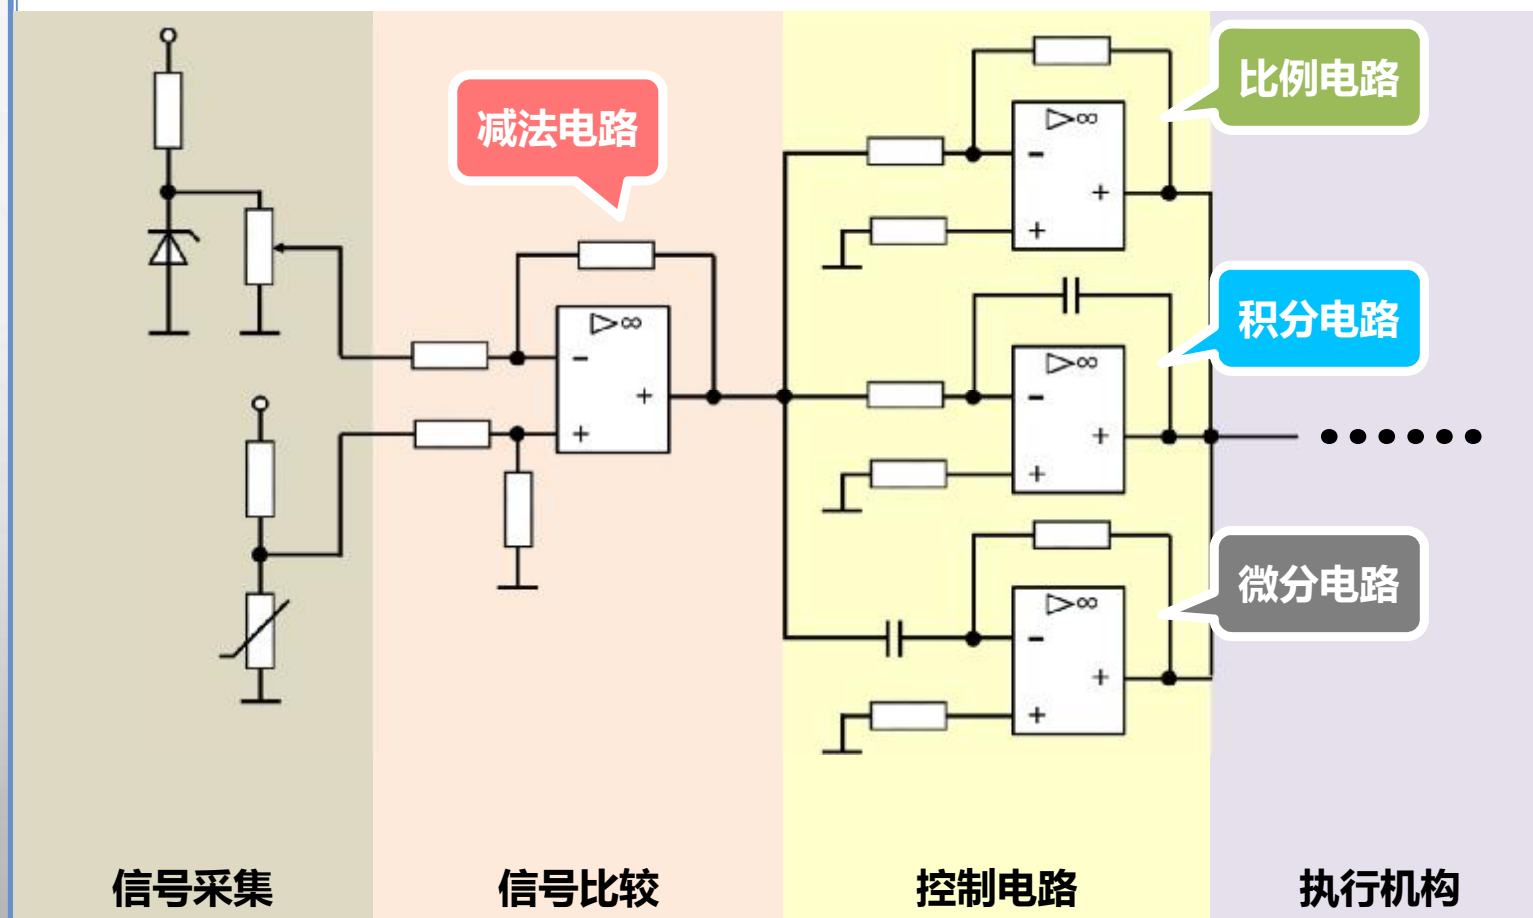 减法电路
比例电路
积分电路
微分电路
▷∞
-
+
+
▷∞
-
+
+
▷∞
-
+
+
▷∞
-
+
+
信号采集
信号比较
控制电路
执行机构